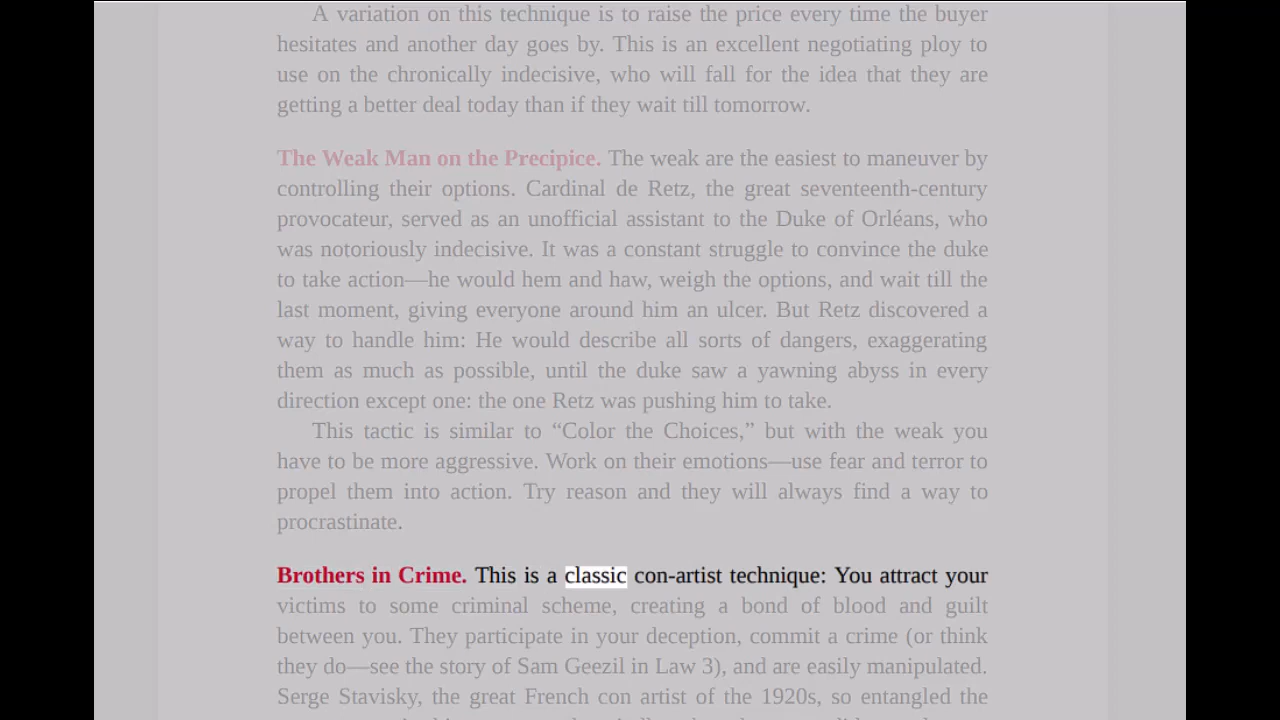 A variation on this technique is to raise the price every time the buyer
hesitates and another day goes by. This is an excellent negotiating ploy to
use on the chronically indecisive, who will fall for the idea that they are
getting a better deal today than if they wait till tomorrow.
The Weak Man on the Precipice. The weak are the easiest to maneuver by
controlling their options. Cardinal de Retz, the great seventeenth-century
provocateur, served as an unofficial assistant to the Duke of Orléans, who
was notoriously indecisive. It was a constant struggle to convince the duke
to take action—he would hem and haw, weigh the options, and wait till the
last moment, giving everyone around him an ulcer. But Retz discovered a
way to handle him: He would describe all sorts of dangers, exaggerating
them as much as possible, until the duke saw a yawning abyss in every
direction except one: the one Retz was pushing him to take.
This tactic is similar to “Color the Choices,” but with the weak you
have to be more aggressive. Work on their emotions—use fear and terror to
propel them into action. Try reason and they will always find a way to
procrastinate.
Brothers in Crime. This is a classic con-artist technique: You attract your
victims to some criminal scheme, creating a bond of blood and guilt
between you. They participate in your deception, commit a crime (or think
they do—see the story of Sam Geezil in Law 3), and are easily manipulated.
Serge Stavisky, the great French con artist of the 1920s, so entangled the